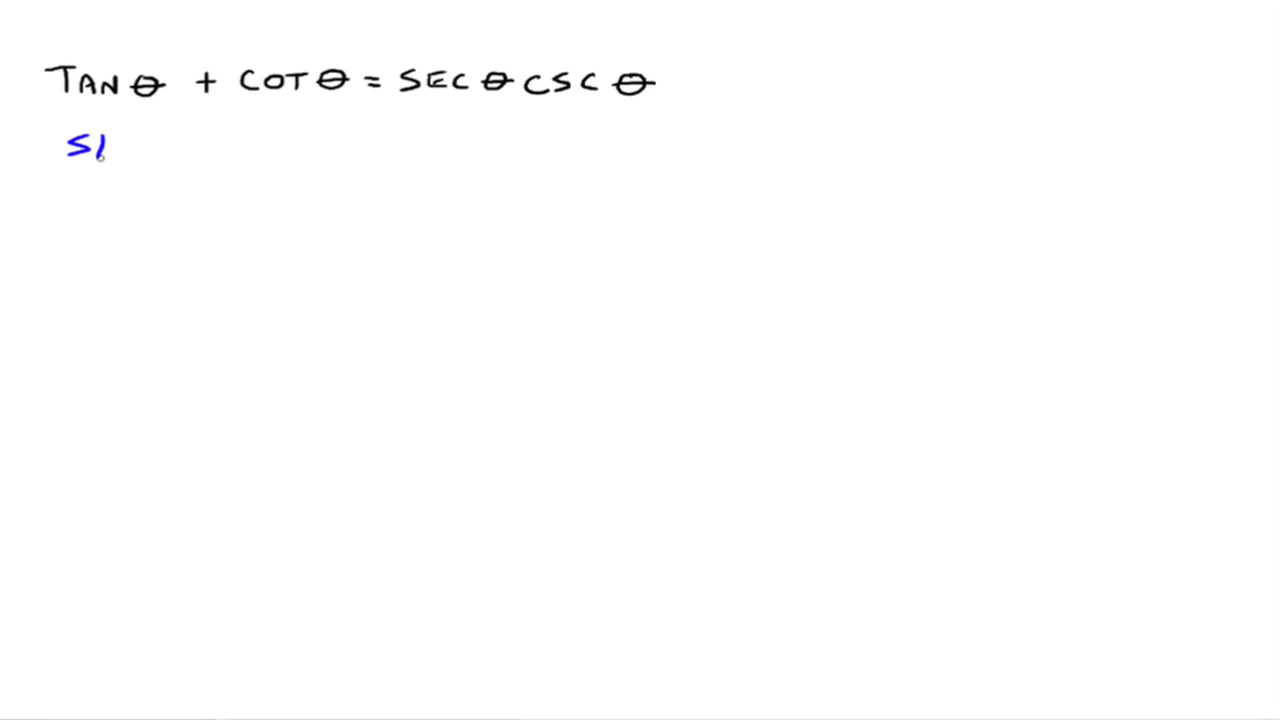 TAN θ + COT θ = SEC θ CSC θ
SI